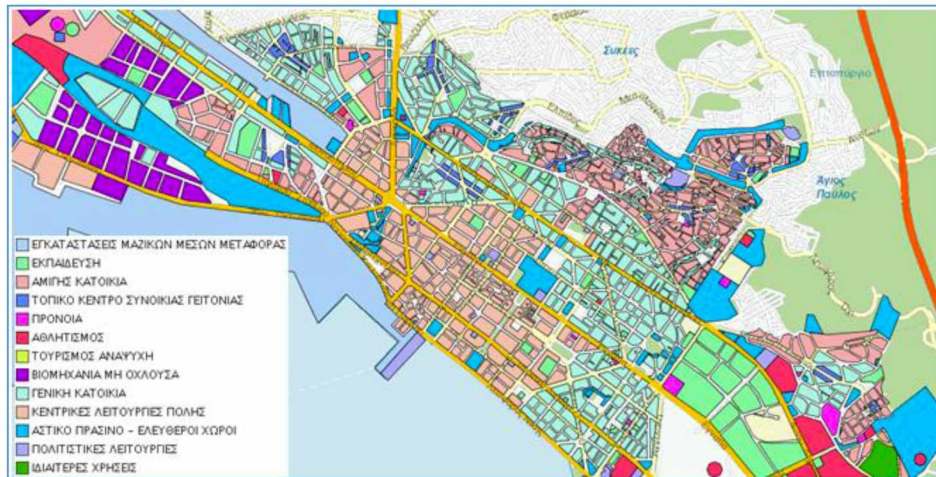 Συκιές
Επταπύργιο
Άγιος
Παύλος
ΕΓΚΑΤΑΣΤΑΣΕΙΣ ΜΑΖΙΚΩΝ ΜΕΣΩΝ ΜΕΤΑΦΟΡΑΣ
ΕΚΠΑΙΔΕΥΣΗ
ΑΜΙΓΗΣ ΚΑΤΟΙΚΙΑ
ΤΟΠΙΚΟ ΚΕΝΤΡΟ ΣΥΝΟΙΚΙΑΣ ΓΕΙΤΟΝΙΑΣ
ΠΡΟΝΟΙΑ
ΑΘΛΗΤΙΣΜΟΣ
ΤΟΥΡΙΣΜΟΣ ΑΝΑΨΥΧΗ
ΒΙΟΜΗΧΑΝΙΑ ΜΗ ΟΧΛΟΥΣΑ
ΓΕΝΙΚΗ ΚΑΤΟΙΚΙΑ
ΚΕΝΤΡΙΚΕΣ ΛΕΙΤΟΥΡΓΙΕΣ ΠΟΛΗΣ
ΑΣΤΙΚΟ ΠΡΑΣΙΝΟ – ΕΛΕΥΘΕΡΟΙ ΧΩΡΟΙ
ΠΟΛΙΤΙΣΤΙΚΕΣ ΛΕΙΤΟΥΡΓΙΕΣ
ΙΔΙΑΙΤΕΡΕΣ ΧΡΗΣΕΙΣ